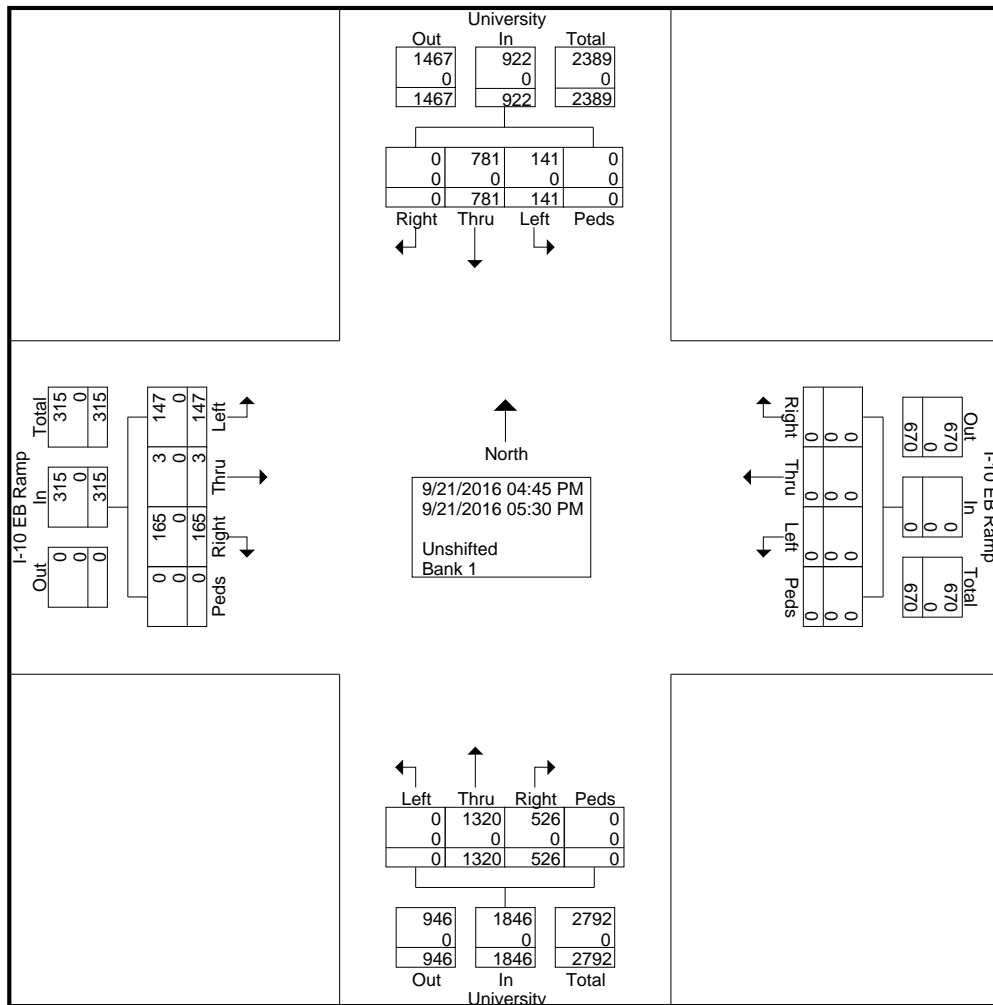 University
Out In Total
1467 922 2389
0 0 0
1467 922 2389
0 781 141 0
0 0 0 0
0 781 141 0
Right Thru Left Peds
I-10 EB Ramp
Total In Out
315 315 0
0 0 0
315 315 0
147 3 165 0
0 0 0 0
147 3 165 0
Left Thru Right Peds
North
9/21/2016 04:45 PM
9/21/2016 05:30 PM
Unshifted
Bank 1
Right Thru Left Peds
0 0 0 0
0 0 0 0
0 0 0 0
670 0 670
0 0 0
670 0 670
Out In Total
I-10 EB Ramp
Left Thru Right Peds
0 1320 526 0
0 0 0 0
0 1320 526 0
946 1846 2792
0 0 0
946 1846 2792
Out In Total
University